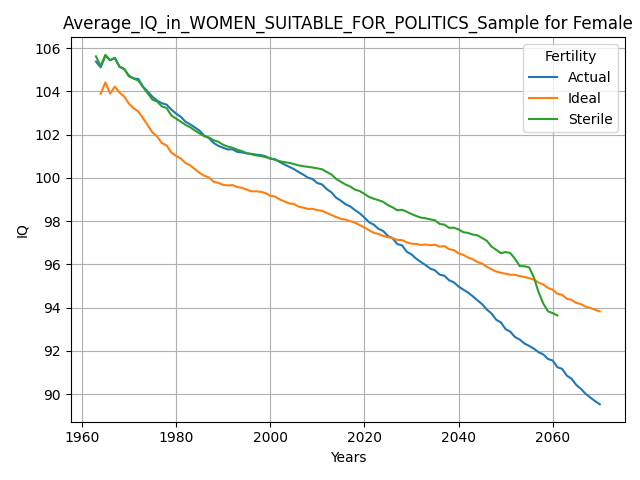 Average_IQ_in_WOMEN_SUITABLE_FOR_POLITICS_Sample for Female
Fertility
Actual
Ideal
Sterile
IQ
106
104
102
100
98
96
94
92
90
1960 1980 2000 2020 2040 2060
Years